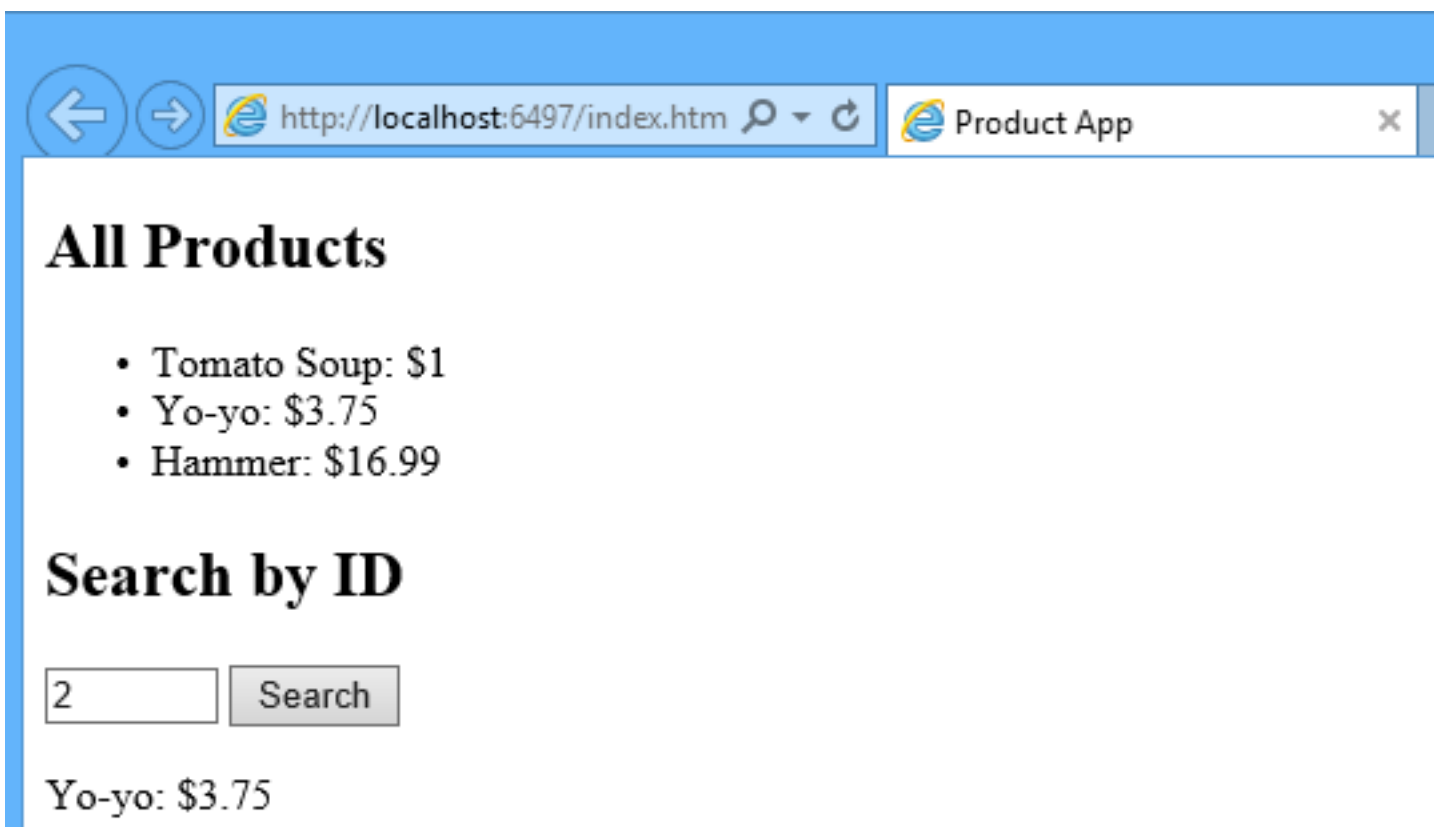 http://localhost:6497/index.htm
Product App
All Products
• Tomato Soup: $1
• Yo-yo: $3.75
• Hammer: $16.99
Search by ID
2 Search
Yo-yo: $3.75